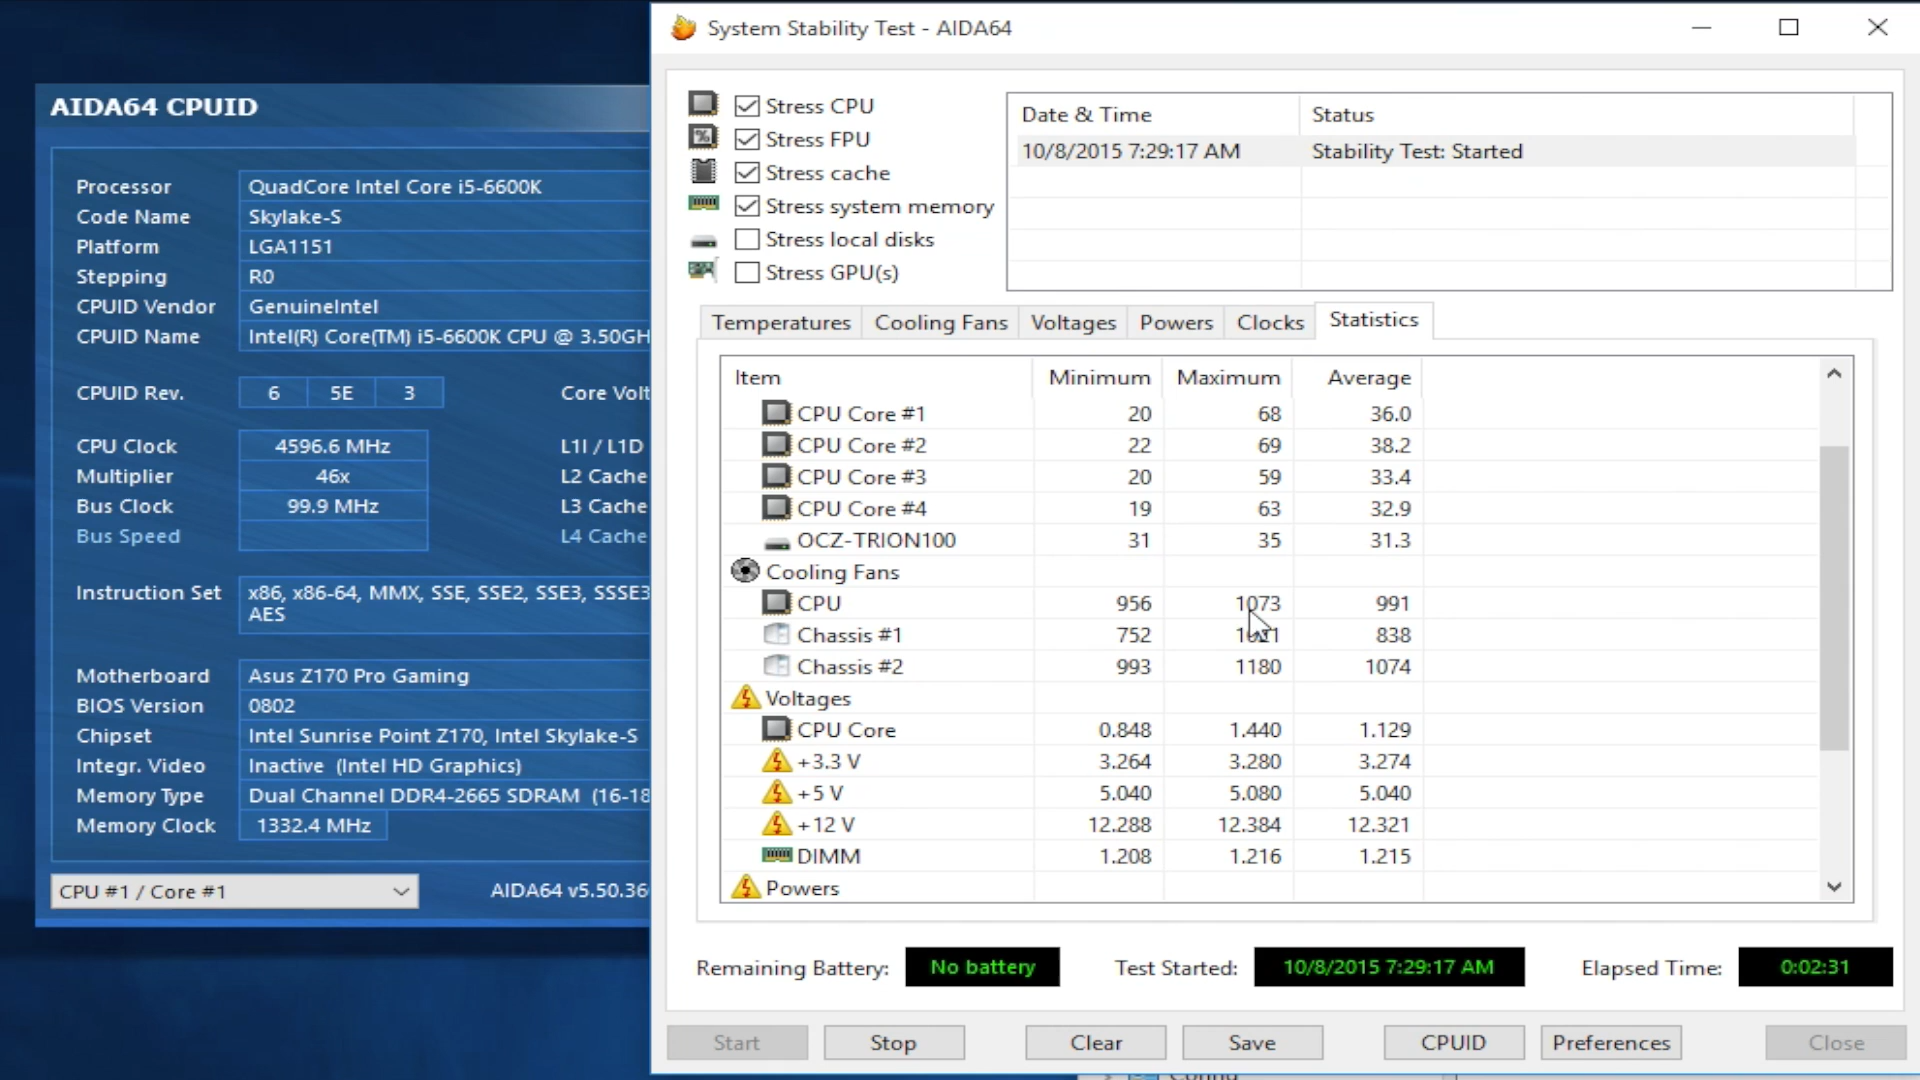 System Stability Test - AIDA64
AIDA64 CPUID
Processor QuadCore Intel Core i5-6600K
Code Name Skylake-S
Platform LGA1151
Stepping R0
CPUID Vendor GenuineIntel
CPUID Name Intel(R) Core(TM) i5-6600K CPU @ 3.50GH
CPUID Rev. 6 5E 3 Core Volt
CPU Clock 4596.6 MHz L1I / L1D
Multiplier 46x L2 Cache
Bus Clock 99.9 MHz L3 Cache
Bus Speed L4 Cache
Instruction Set x86, x86-64, MMX, SSE, SSE2, SSE3, SSSE3
AES
Motherboard Asus Z170 Pro Gaming
BIOS Version 0802
Chipset Intel Sunrise Point Z170, Intel Skylake-S
Integr. Video Inactive (Intel HD Graphics)
Memory Type Dual Channel DDR4-2665 SDRAM (16-18
Memory Clock 1332.4 MHz
CPU #1 / Core #1 AIDA64 v5.50.36
Stress CPU
Stress FPU
Stress cache
Stress system memory
Stress local disks
Stress GPU(s)
Date & Time Status
10/8/2015 7:29:17 AM Stability Test: Started
Temperatures Cooling Fans Voltages Powers Clocks Statistics
Item Minimum Maximum Average
CPU Core #1 20 68 36.0
CPU Core #2 22 69 38.2
CPU Core #3 20 59 33.4
CPU Core #4 19 63 32.9
OCZ-TRION100 31 35 31.3
Cooling Fans
CPU 956 1073 991
Chassis #1 752 838
Chassis #2 993 1180 1074
Voltages
CPU Core 0.848 1.440 1.129
+3.3 V 3.264 3.280 3.274
+5 V 5.040 5.080 5.040
+12 V 12.288 12.384 12.321
DIMM 1.208 1.216 1.215
Powers
Remaining Battery: No battery Test Started: 10/8/2015 7:29:17 AM Elapsed Time: 0:02:31
Start Stop Clear Save CPUID Preferences Close